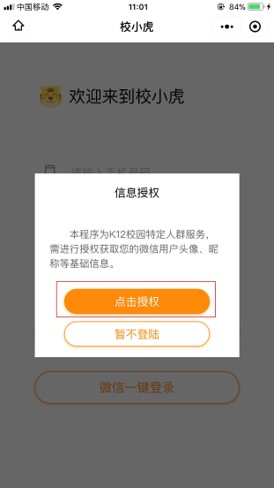 中国移动 11:01 84%
校小虎
欢迎来到校小虎
请输入手机号码
信息授权
本程序为K12校园特定人群服务，
需进行授权获取您的微信用户头像、昵
称等基础信息。
点击授权
暂不登陆
微信一键登录